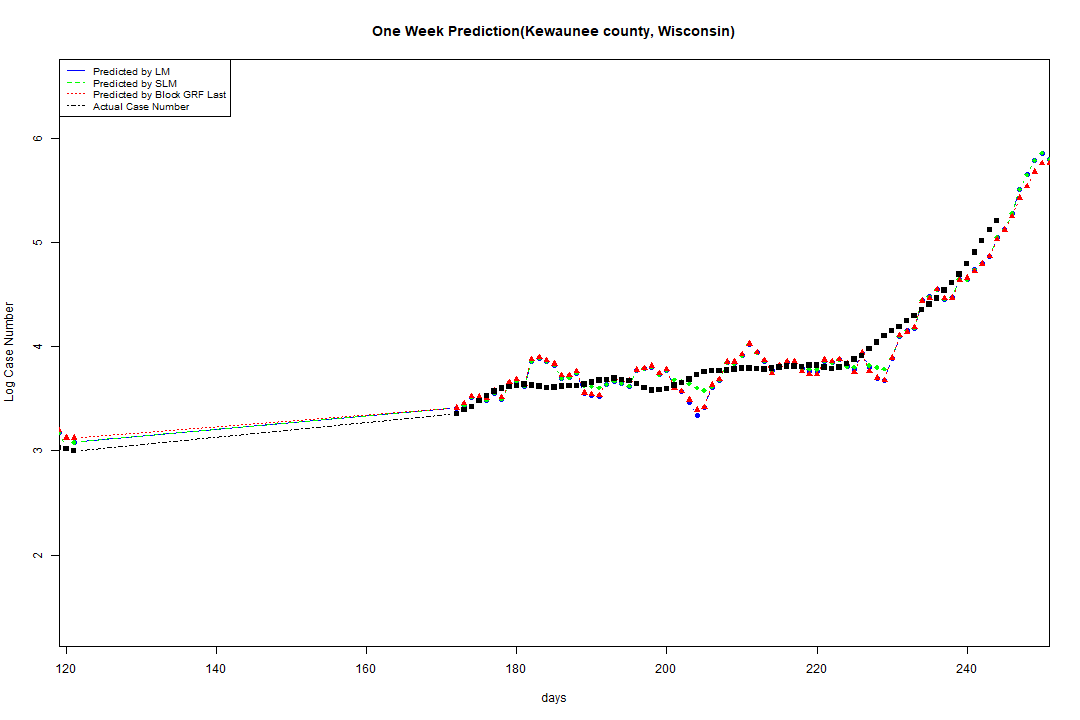 One Week Prediction(Kewaunee county, Wisconsin)
Predicted by LM
Predicted by SLM
Predicted by Block GRF Last
Actual Case Number
6
5
4
3
2
Log Case Number
120 140 160 180 200 220 240
days